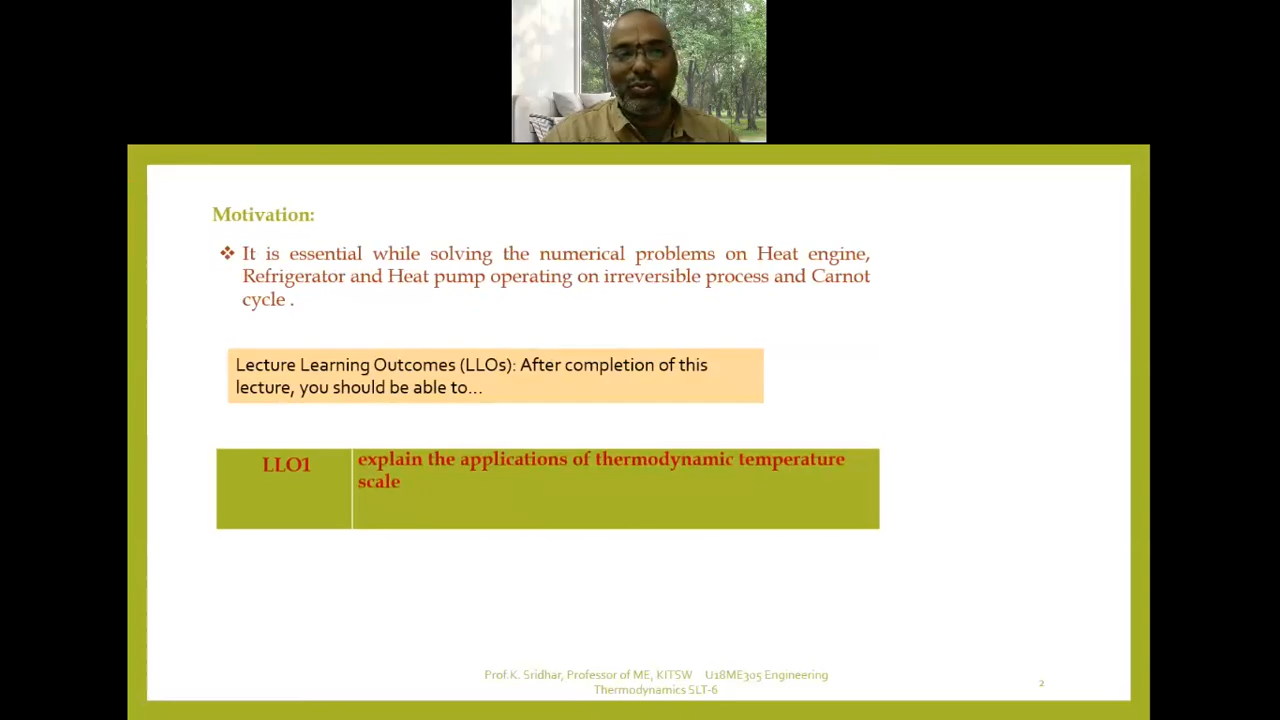 Motivation:
❖ It is essential while solving the numerical problems on Heat engine,
Refrigerator and Heat pump operating on irreversible process and Carnot
cycle .
Lecture Learning Outcomes (LLOs): After completion of this
lecture, you should be able to...
LLO1 explain the applications of thermodynamic temperature
scale
Prof.K. Sridhar, Professor of ME, KITSW U18ME305 Engineering
Thermodynamics SLT-6
2